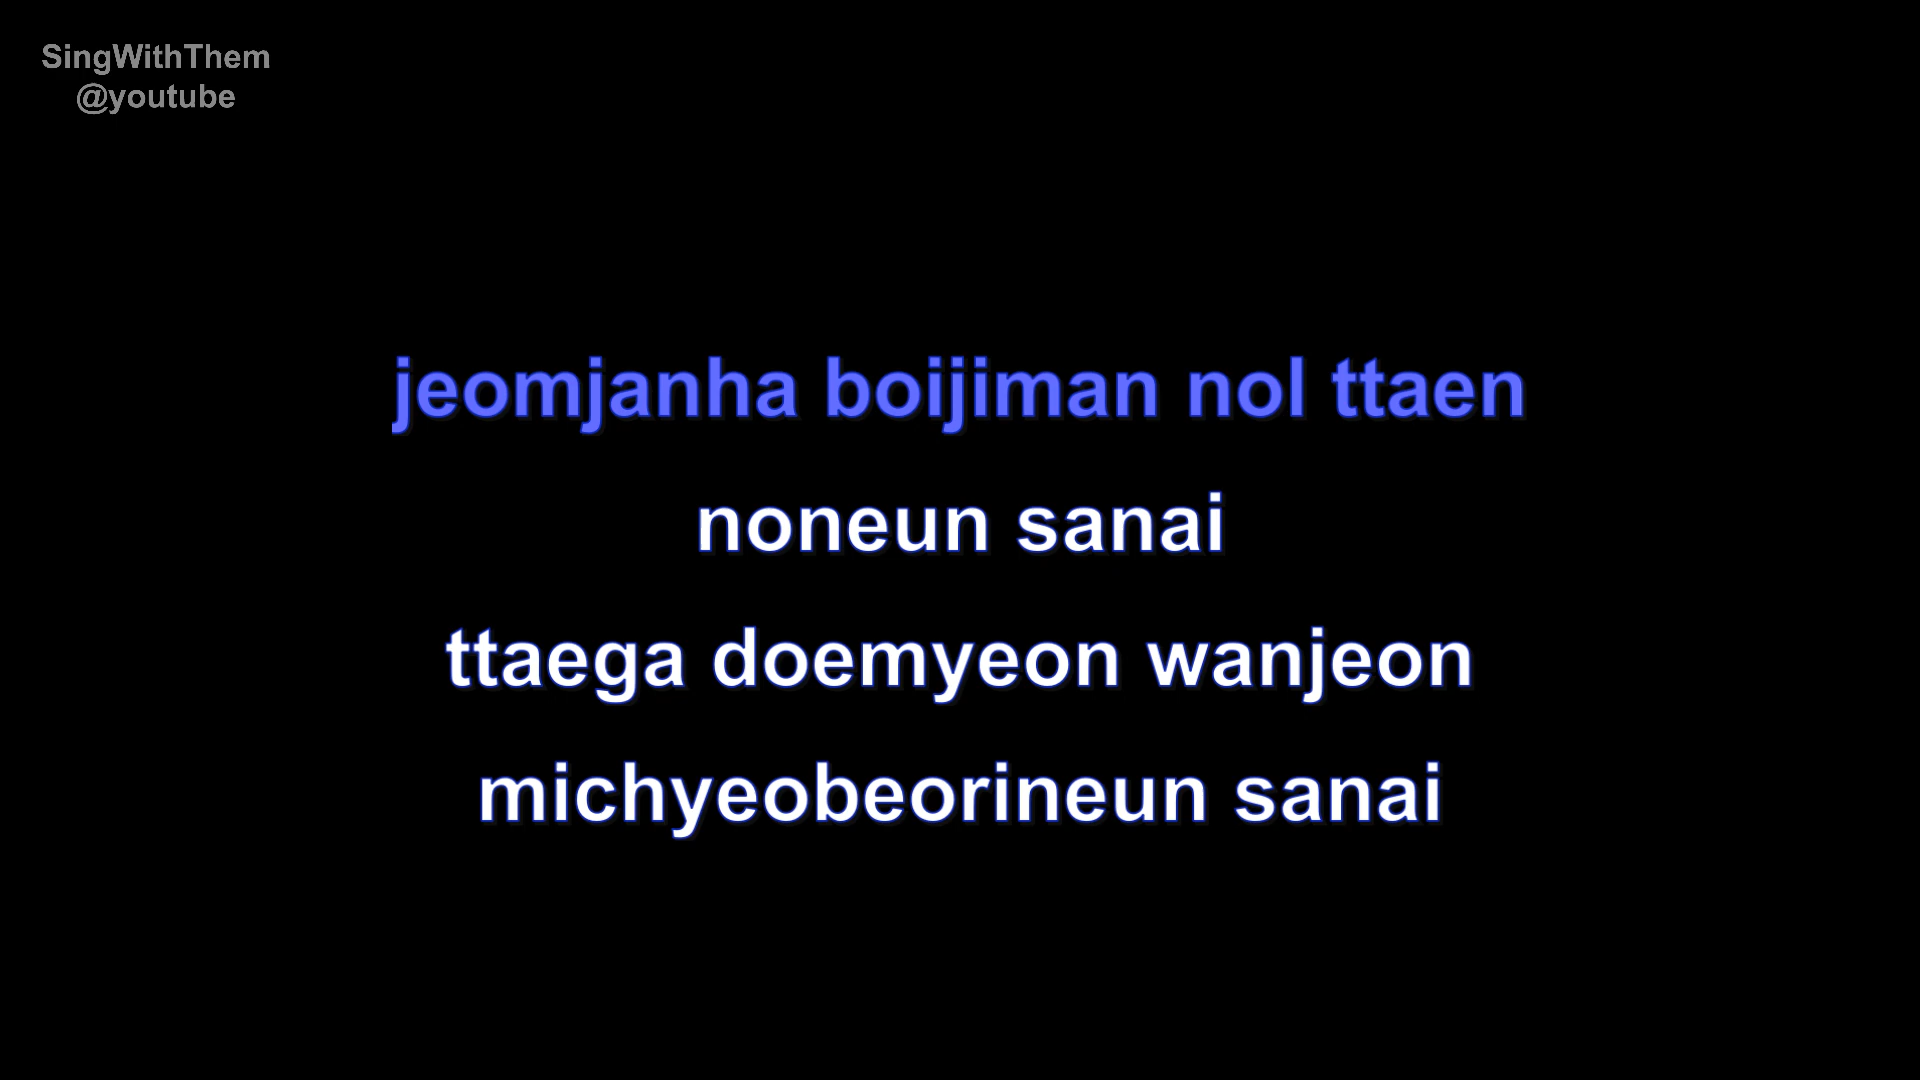 SingWithThem
@youtube
jeomjanha boijiman nol ttaen
noneun sanai
ttaega doemyeon wanjeon
michyeobeorineun sanai